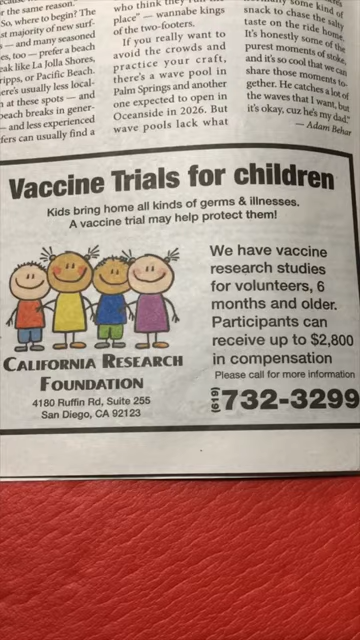 r the same reason."
So, where to begin? The
st majority of new surf-
s — and many seasoned
es, too — prefer a beach
eak like La Jolla Shores,
ripps, or Pacific Beach.
ere's usually less local-
at these spots — and
beach breaks in gener-
— and less experienced
fers can usually find a
who think they
place" — wannabe kings
of the two-footers.
If you really want to
avoid the crowds and
practice your craft,
there's a wave pool in
Palm Springs and another
one expected to open in
Oceanside in 2026. But
wave pools lack what
some kind of
snack to chase the salty
taste on the ride home.
It's honestly some of the
purest moments of stoke,
and it's so cool that we can
share those moments to-
gether. He catches a lot of
the waves that I want, but
it's okay, cuz he's my dad."
— Adam Behar
Vaccine Trials for children
Kids bring home all kinds of germs & illnesses.
A vaccine trial may help protect them!
We have vaccine
research studies
for volunteers, 6
months and older.
Participants can
receive up to $2,800
in compensation
Please call for more information
(619) 732-3299
CALIFORNIA RESEARCH
FOUNDATION
4180 Ruffin Rd, Suite 255
San Diego, CA 92123